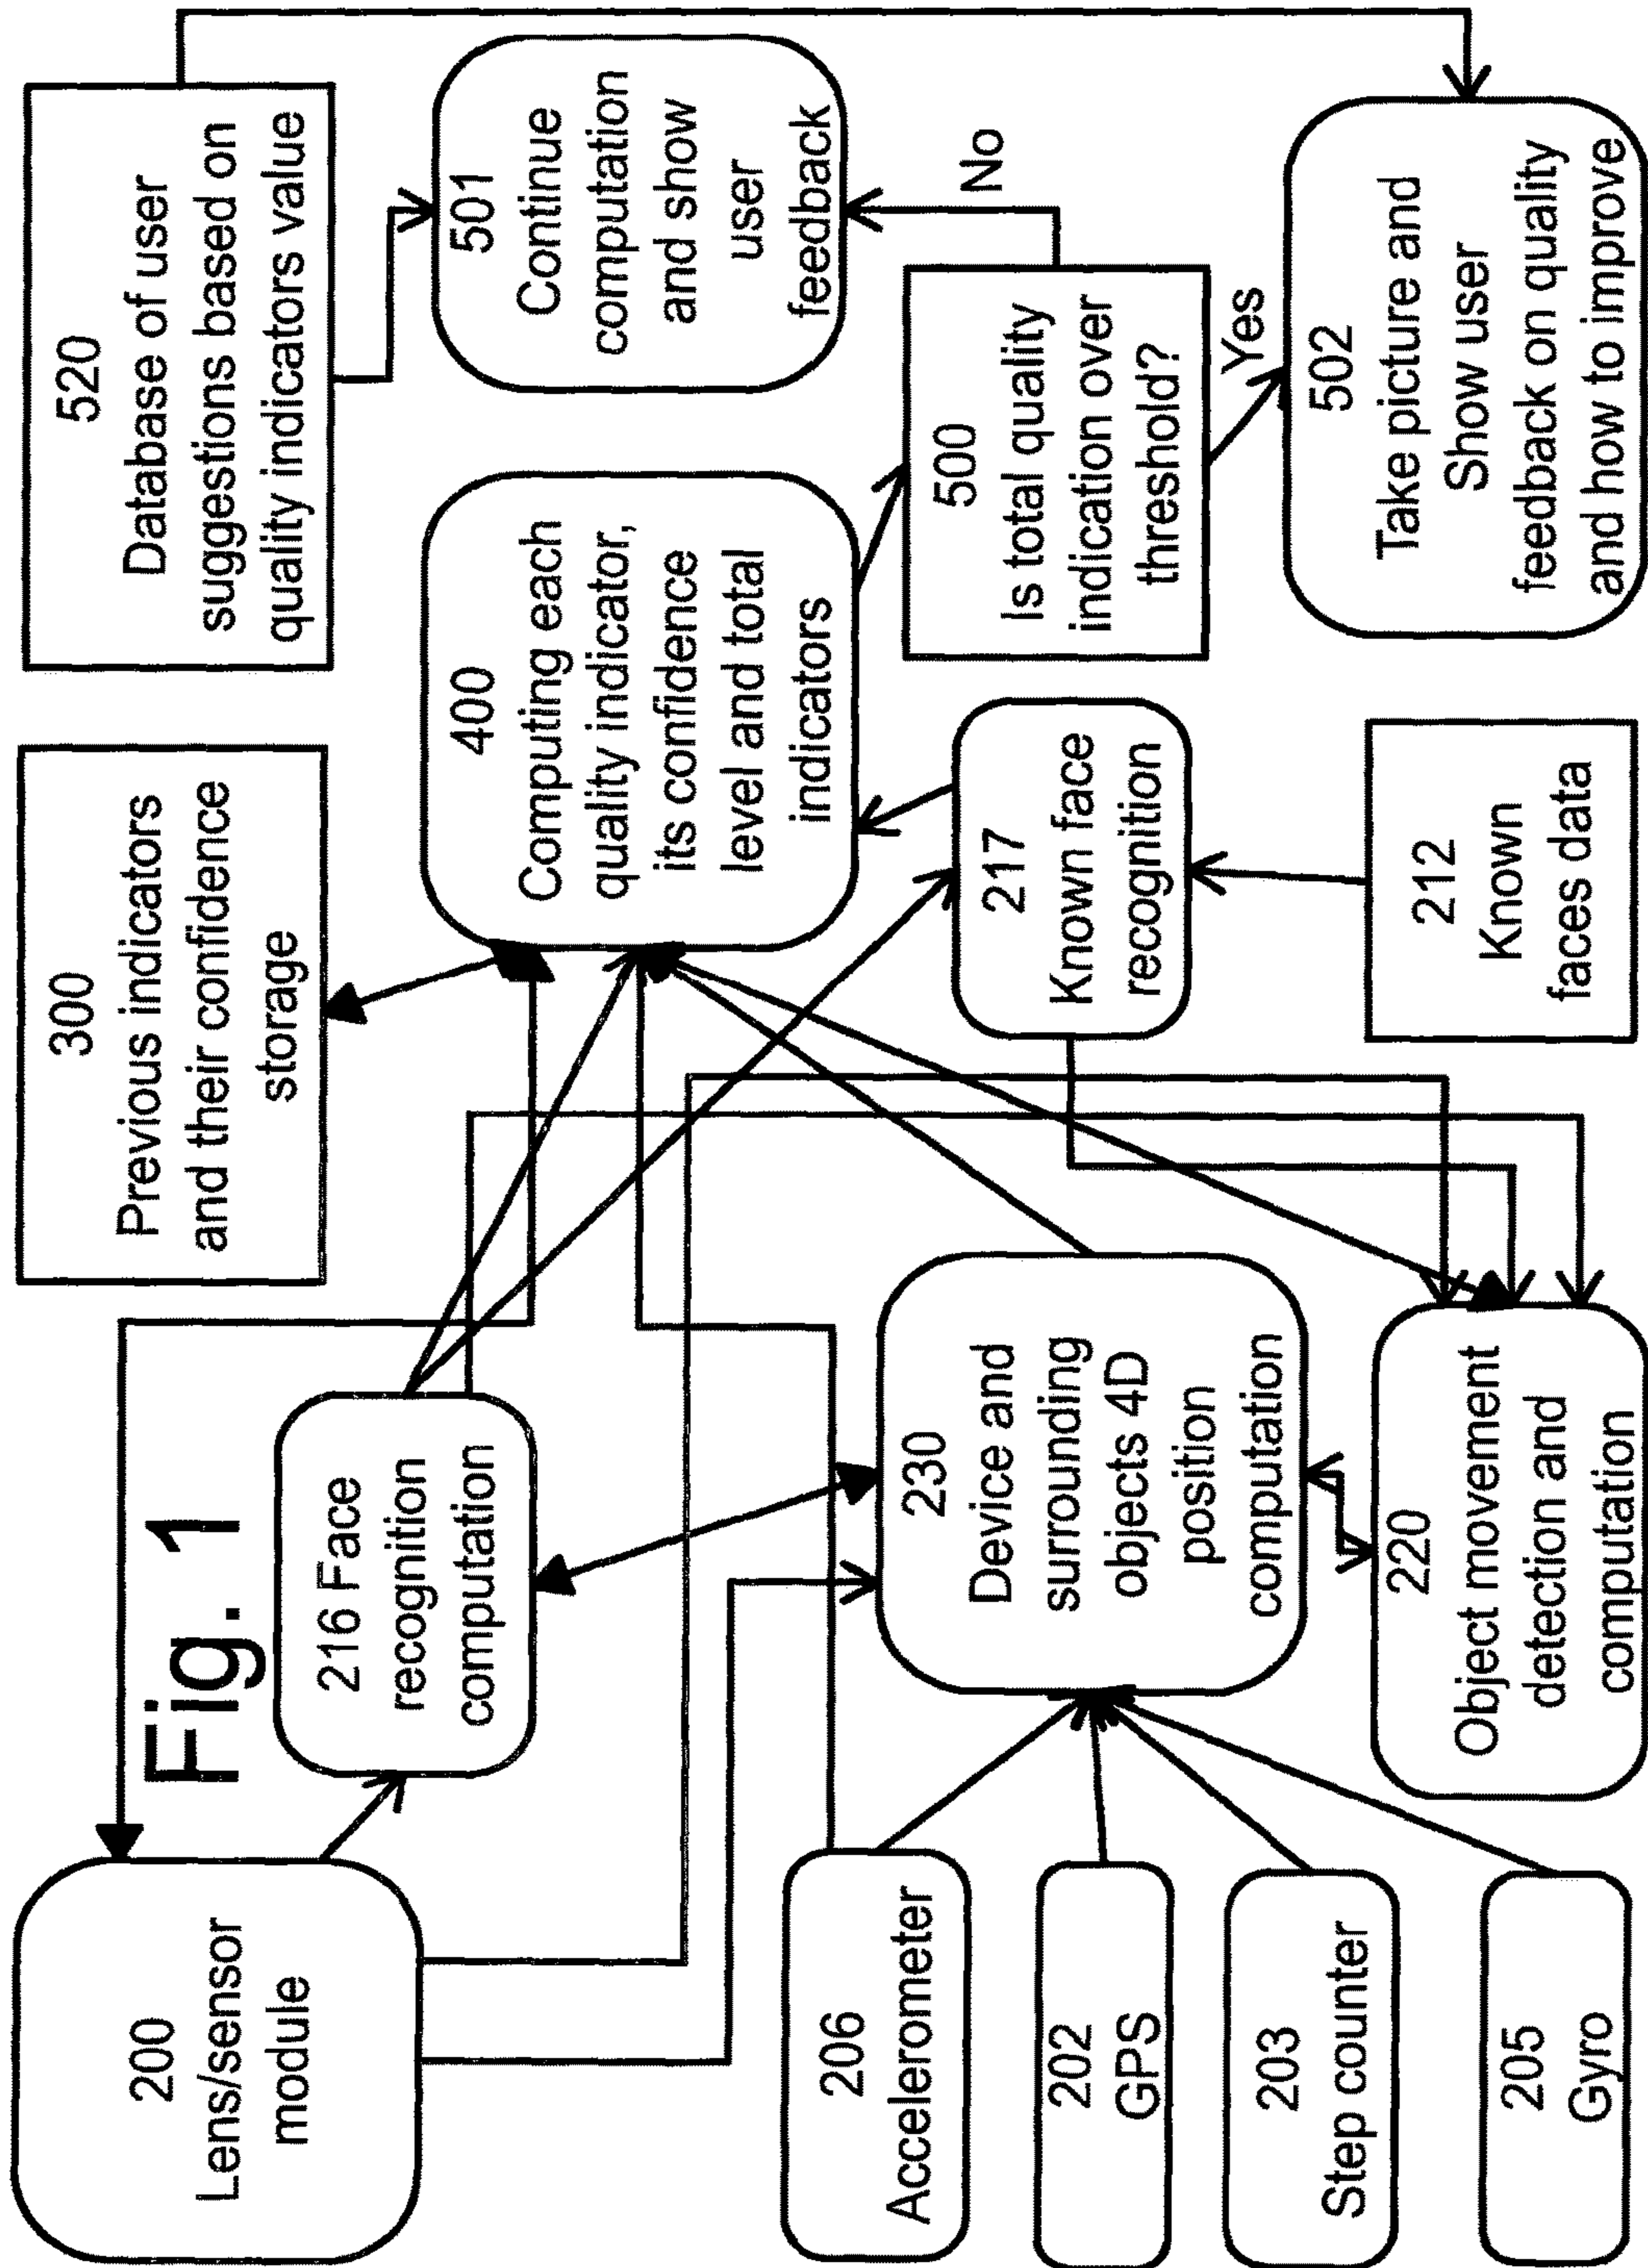 Fig. 1
200
Lens/sensor
module
216 Face
recognition
computation
300
Previous indicators
and their confidence
storage
520
Database of user
suggestions based on
quality indicators value
400
Computing each
quality indicator,
its confidence
level and total
indicators
501
Continue
computation
and show
user
feedback
206
Accelerometer
202
GPS
203
Step counter
205
Gyro
230
Device and
surrounding
objects 4D
position
computation
220
Object movement
detection and
computation
217
Known face
recognition
212
Known
faces data
500
Is total quality
indication over
threshold?
No
Yes
502
Take picture and
Show user
feedback on quality
and how to improve